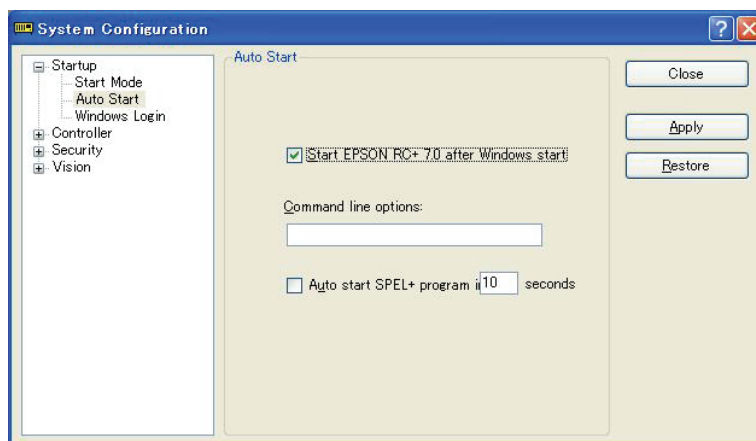 System Configuration
Startup
Start Mode
Auto Start
Windows Login
Controller
Security
Vision
Auto Start
Start EPSON RC+ 7.0 after Windows start
Command line options:
Auto start SPEL+ program i 10 seconds
Close
Apply
Restore